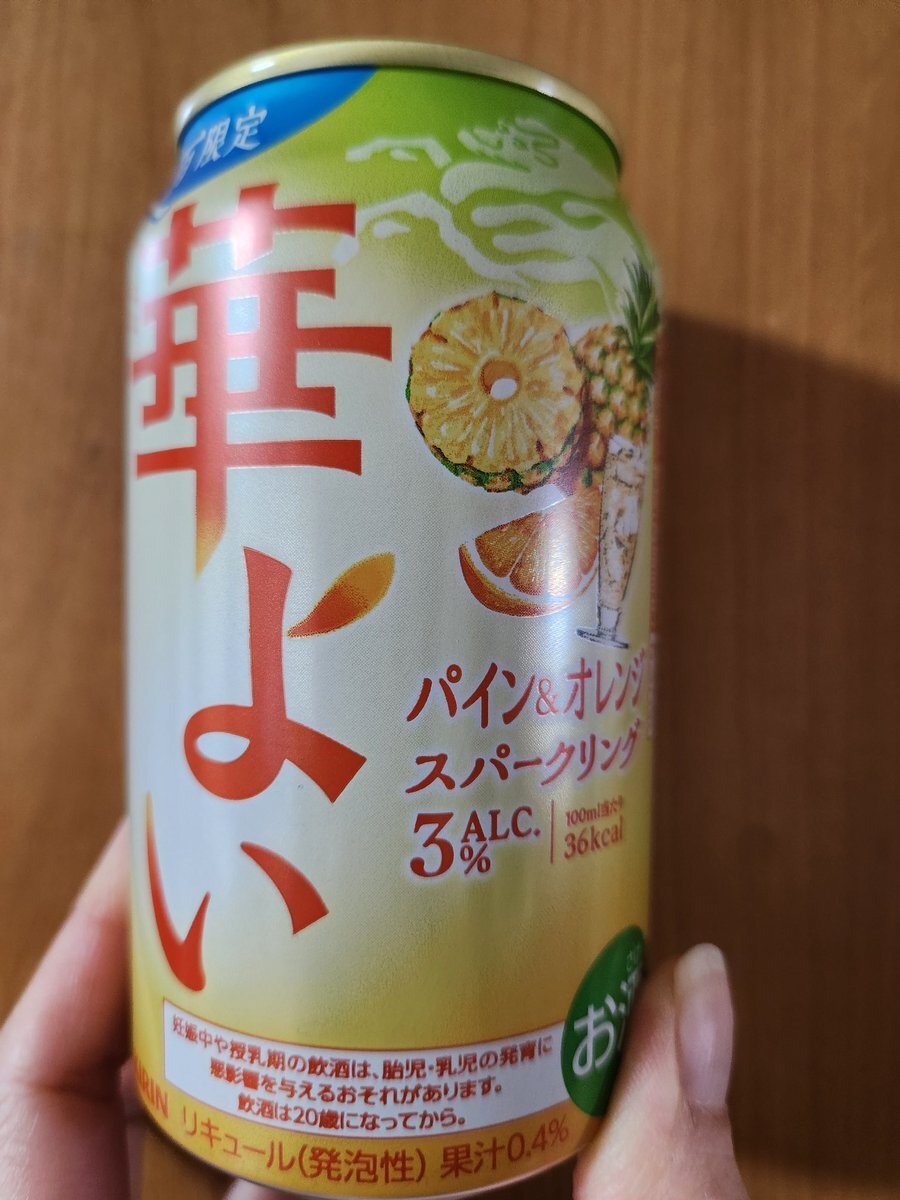 限定
華よい
パイン&オレンジ
スパークリング
3% ALC.
100ml当たり
36kcal
お酒
妊娠中や授乳期の飲酒は、胎児・乳児の発育に
悪影響を与えるおそれがあります。
飲酒は20歳になってから。
KIRIN
リキュール(発泡性) 果汁0.4%